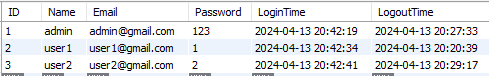 ID Name Email Password LoginTime LogoutTime
1 admin admin@gmail.com 123 2024-04-13 20:42:19 2024-04-13 20:27:33
2 user1 user1@gmail.com 1 2024-04-13 20:42:34 2024-04-13 20:20:39
3 user2 user2@gmail.com 2 2024-04-13 20:42:41 2024-04-13 20:29:17